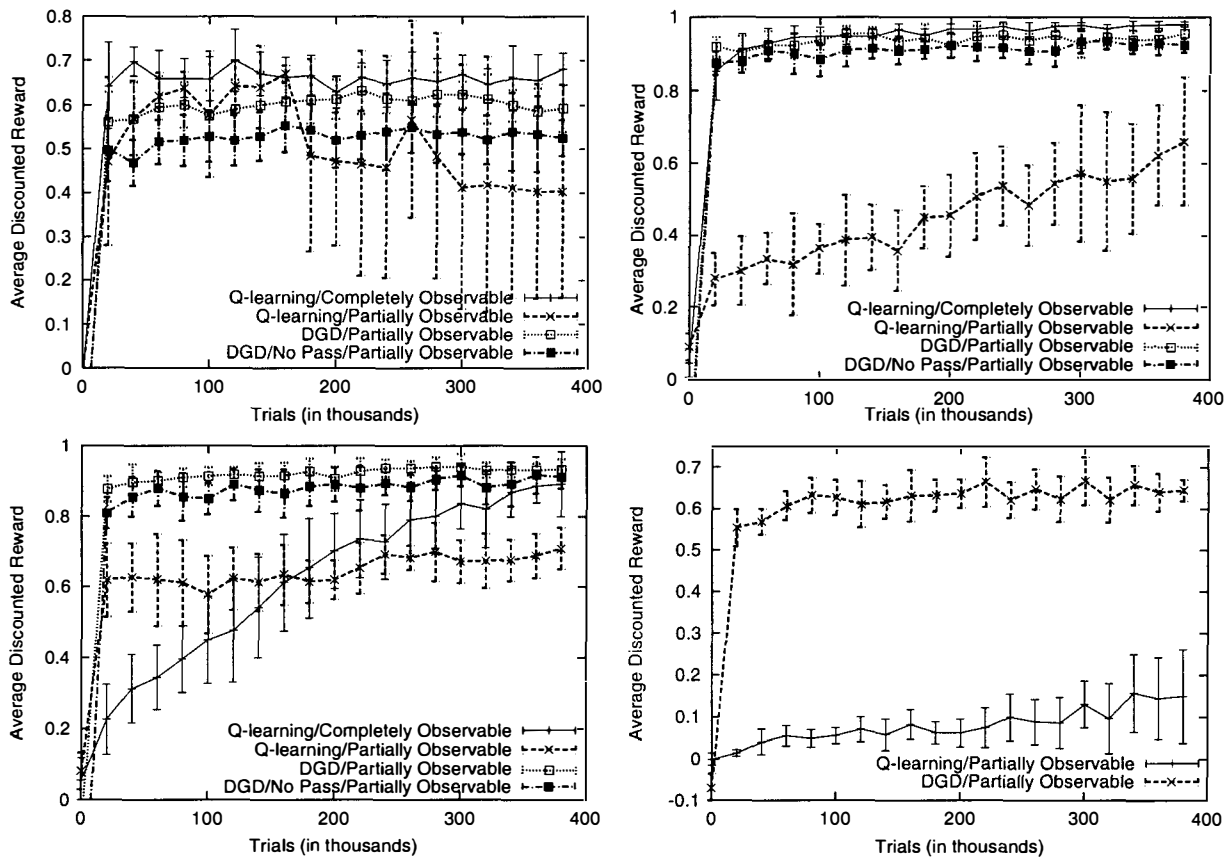 0.8
0.7
0.6
0.5
0.4
0.3
0.2
0.1
0
Average Discounted Reward
Q-learning/Completely Observable
Q-learning/Partially Observable
DGD/Partially Observable
DGD/No Pass/Partially Observable
0 100 200 300 400
Trials (in thousands)
1
0.8
0.6
0.4
0.2
0
Average Discounted Reward
Q-learning/Completely Observable
Q-learning/Partially Observable
DGD/Partially Observable
DGD/No Pass/Partially Observable
0 100 200 300 400
Trials (in thousands)
1
0.8
0.6
0.4
0.2
0
Average Discounted Reward
Q-learning/Completely Observable
Q-learning/Partially Observable
DGD/Partially Observable
DGD/No Pass/Partially Observable
0 100 200 300 400
Trials (in thousands)
0.7
0.6
0.5
0.4
0.3
0.2
0.1
0
-0.1
Average Discounted Reward
Q-learning/Partially Observable
DGD/Partially Observable
0 100 200 300 400
Trials (in thousands)